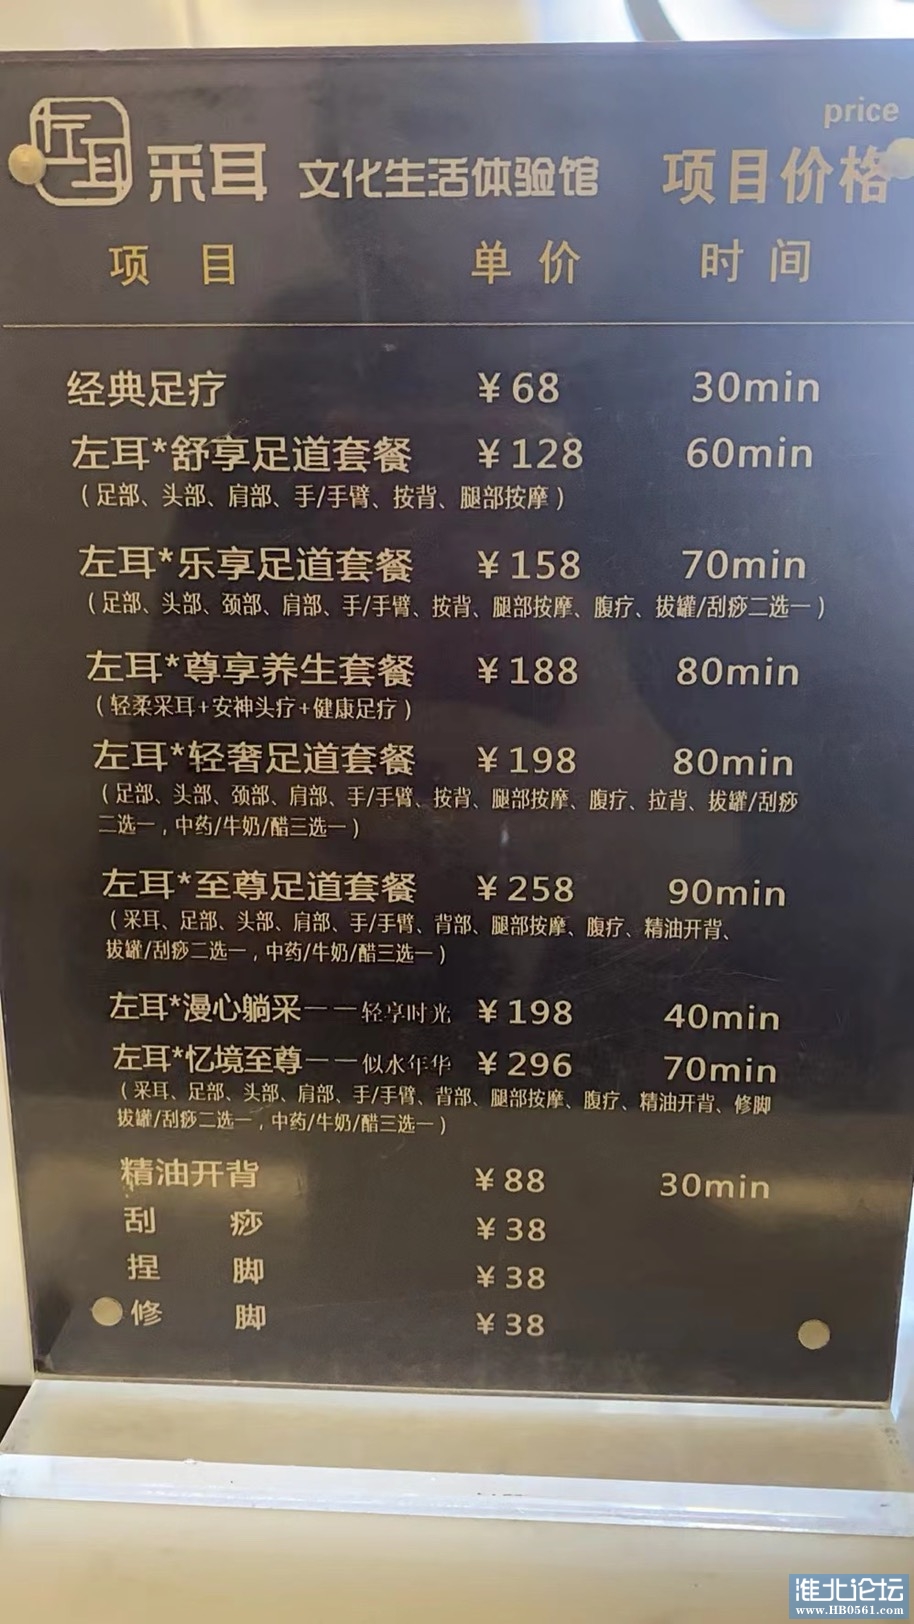 price
左耳 采耳 文化生活体验馆 项目价格
项目 单价 时间
经典足疗 ￥68 30min
左耳*舒享足道套餐 ￥128 60min
（足部、头部、肩部、手/手臂、按背、腿部按摩）
左耳*乐享足道套餐 ￥158 70min
（足部、头部、颈部、肩部、手/手臂、按背、腿部按摩、腹疗、拔罐/刮痧二选一）
左耳*尊享养生套餐 ￥188 80min
（轻柔采耳+安神头疗+健康足疗）
左耳*轻奢足道套餐 ￥198 80min
（足部、头部、颈部、肩部、手/手臂、按背、腿部按摩、腹疗、拉背、拔罐/刮痧
二选一，中药/牛奶/醋三选一）
左耳*至尊足道套餐 ￥258 90min
（采耳、足部、头部、肩部、手/手臂、背部、腿部按摩、腹疗、精油开背、
拔罐/刮痧二选一，中药/牛奶/醋三选一）
左耳*漫心躺采——轻享时光 ￥198 40min
左耳*忆境至尊——似水年华 ￥296 70min
（采耳、足部、头部、肩部、手/手臂、背部、腿部按摩、腹疗、精油开背、修脚
拔罐/刮痧二选一，中药/牛奶/醋三选一）
精油开背 ￥88 30min
刮痧 ￥38
捏脚 ￥38
修脚 ￥38
淮北论坛
www.HB0561.com